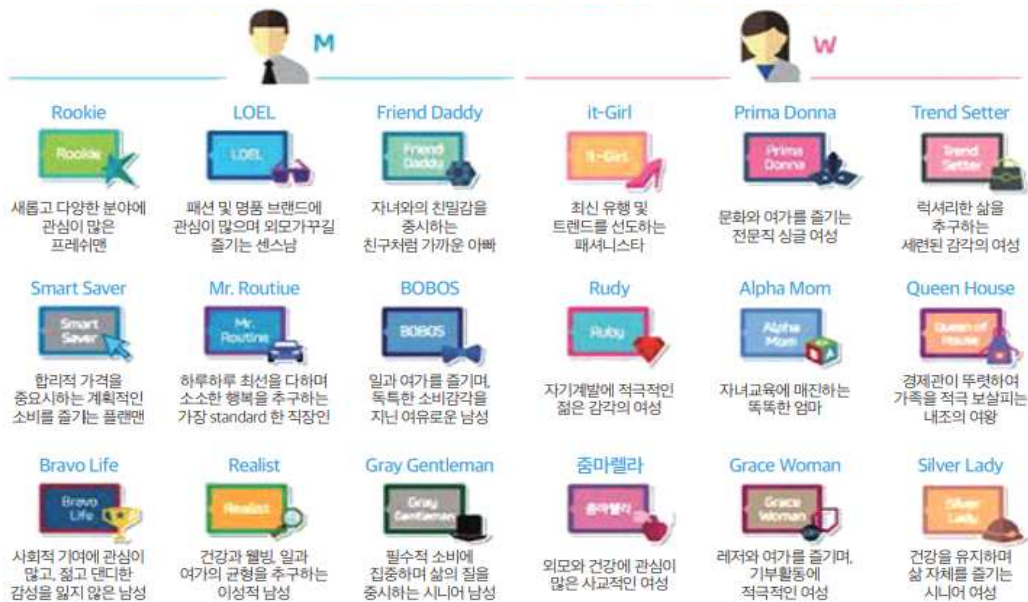 M
W
Rookie
LOEL
Friend Daddy
it-Girl
Prima Donna
Trend Setter
Rookie
LOEL
Friend
Daddy
It-Girl
Prima
Donna
Trend
Setter
새롭고 다양한 분야에
관심이 많은
프레쉬맨
패션 및 명품 브랜드에
관심이 많으며 외모가꾸길
즐기는 센스남
자녀와의 친밀감을
중시하는
친구처럼 가까운 아빠
최신 유행 및
트렌드를 선도하는
패셔니스타
문화와 여가를 즐기는
전문직 싱글 여성
럭셔리한 삶을
추구하는
세련된 감각의 여성
Smart Saver
Mr. Routiue
BOBOS
Rudy
Alpha Mom
Queen House
Smart
Saver
Mr.
Routine
BOBOS
Ruby
Alpha
Mom
Queen of
House
합리적 가격을
중요시하는 계획적인
소비를 즐기는 플랜맨
하루하루 최선을 다하며
소소한 행복을 추구하는
가장 standard 한 직장인
일과 여가를 즐기며,
독특한 소비감각을
지닌 여유로운 남성
자기계발에 적극적인
젊은 감각의 여성
자녀교육에 매진하는
똑똑한 엄마
경제관이 뚜렷하여
가족을 적극 보살피는
내조의 여왕
Bravo Life
Realist
Gray Gentleman
줌마렐라
Grace Woman
Silver Lady
Bravo
Life
Realist
Gray
Gentleman
줌마렐라
Grace
Woman
Silver
Lady
사회적 기여에 관심이
많고, 젊고 댄디한
감성을 잃지 않은 남성
건강과 웰빙, 일과
여가의 균형을 추구하는
이성적 남성
필수적 소비에
집중하며 삶의 질을
중시하는 시니어 남성
외모와 건강에 관심이
많은 사교적인 여성
레저와 여가를 즐기며,
기부활동에
적극적인 여성
건강을 유지하며
삶 자체를 즐기는
시니어 여성